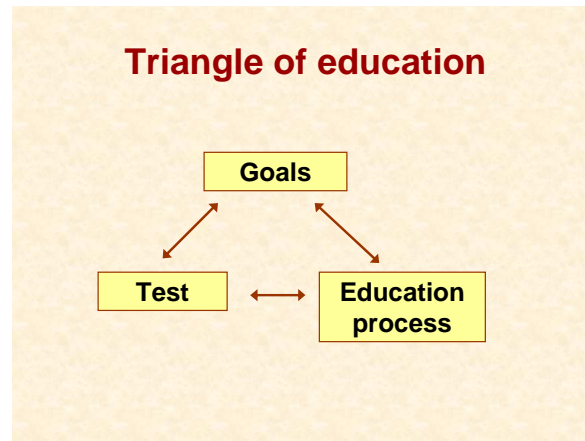 Triangle of education
Goals
Test
Education
process